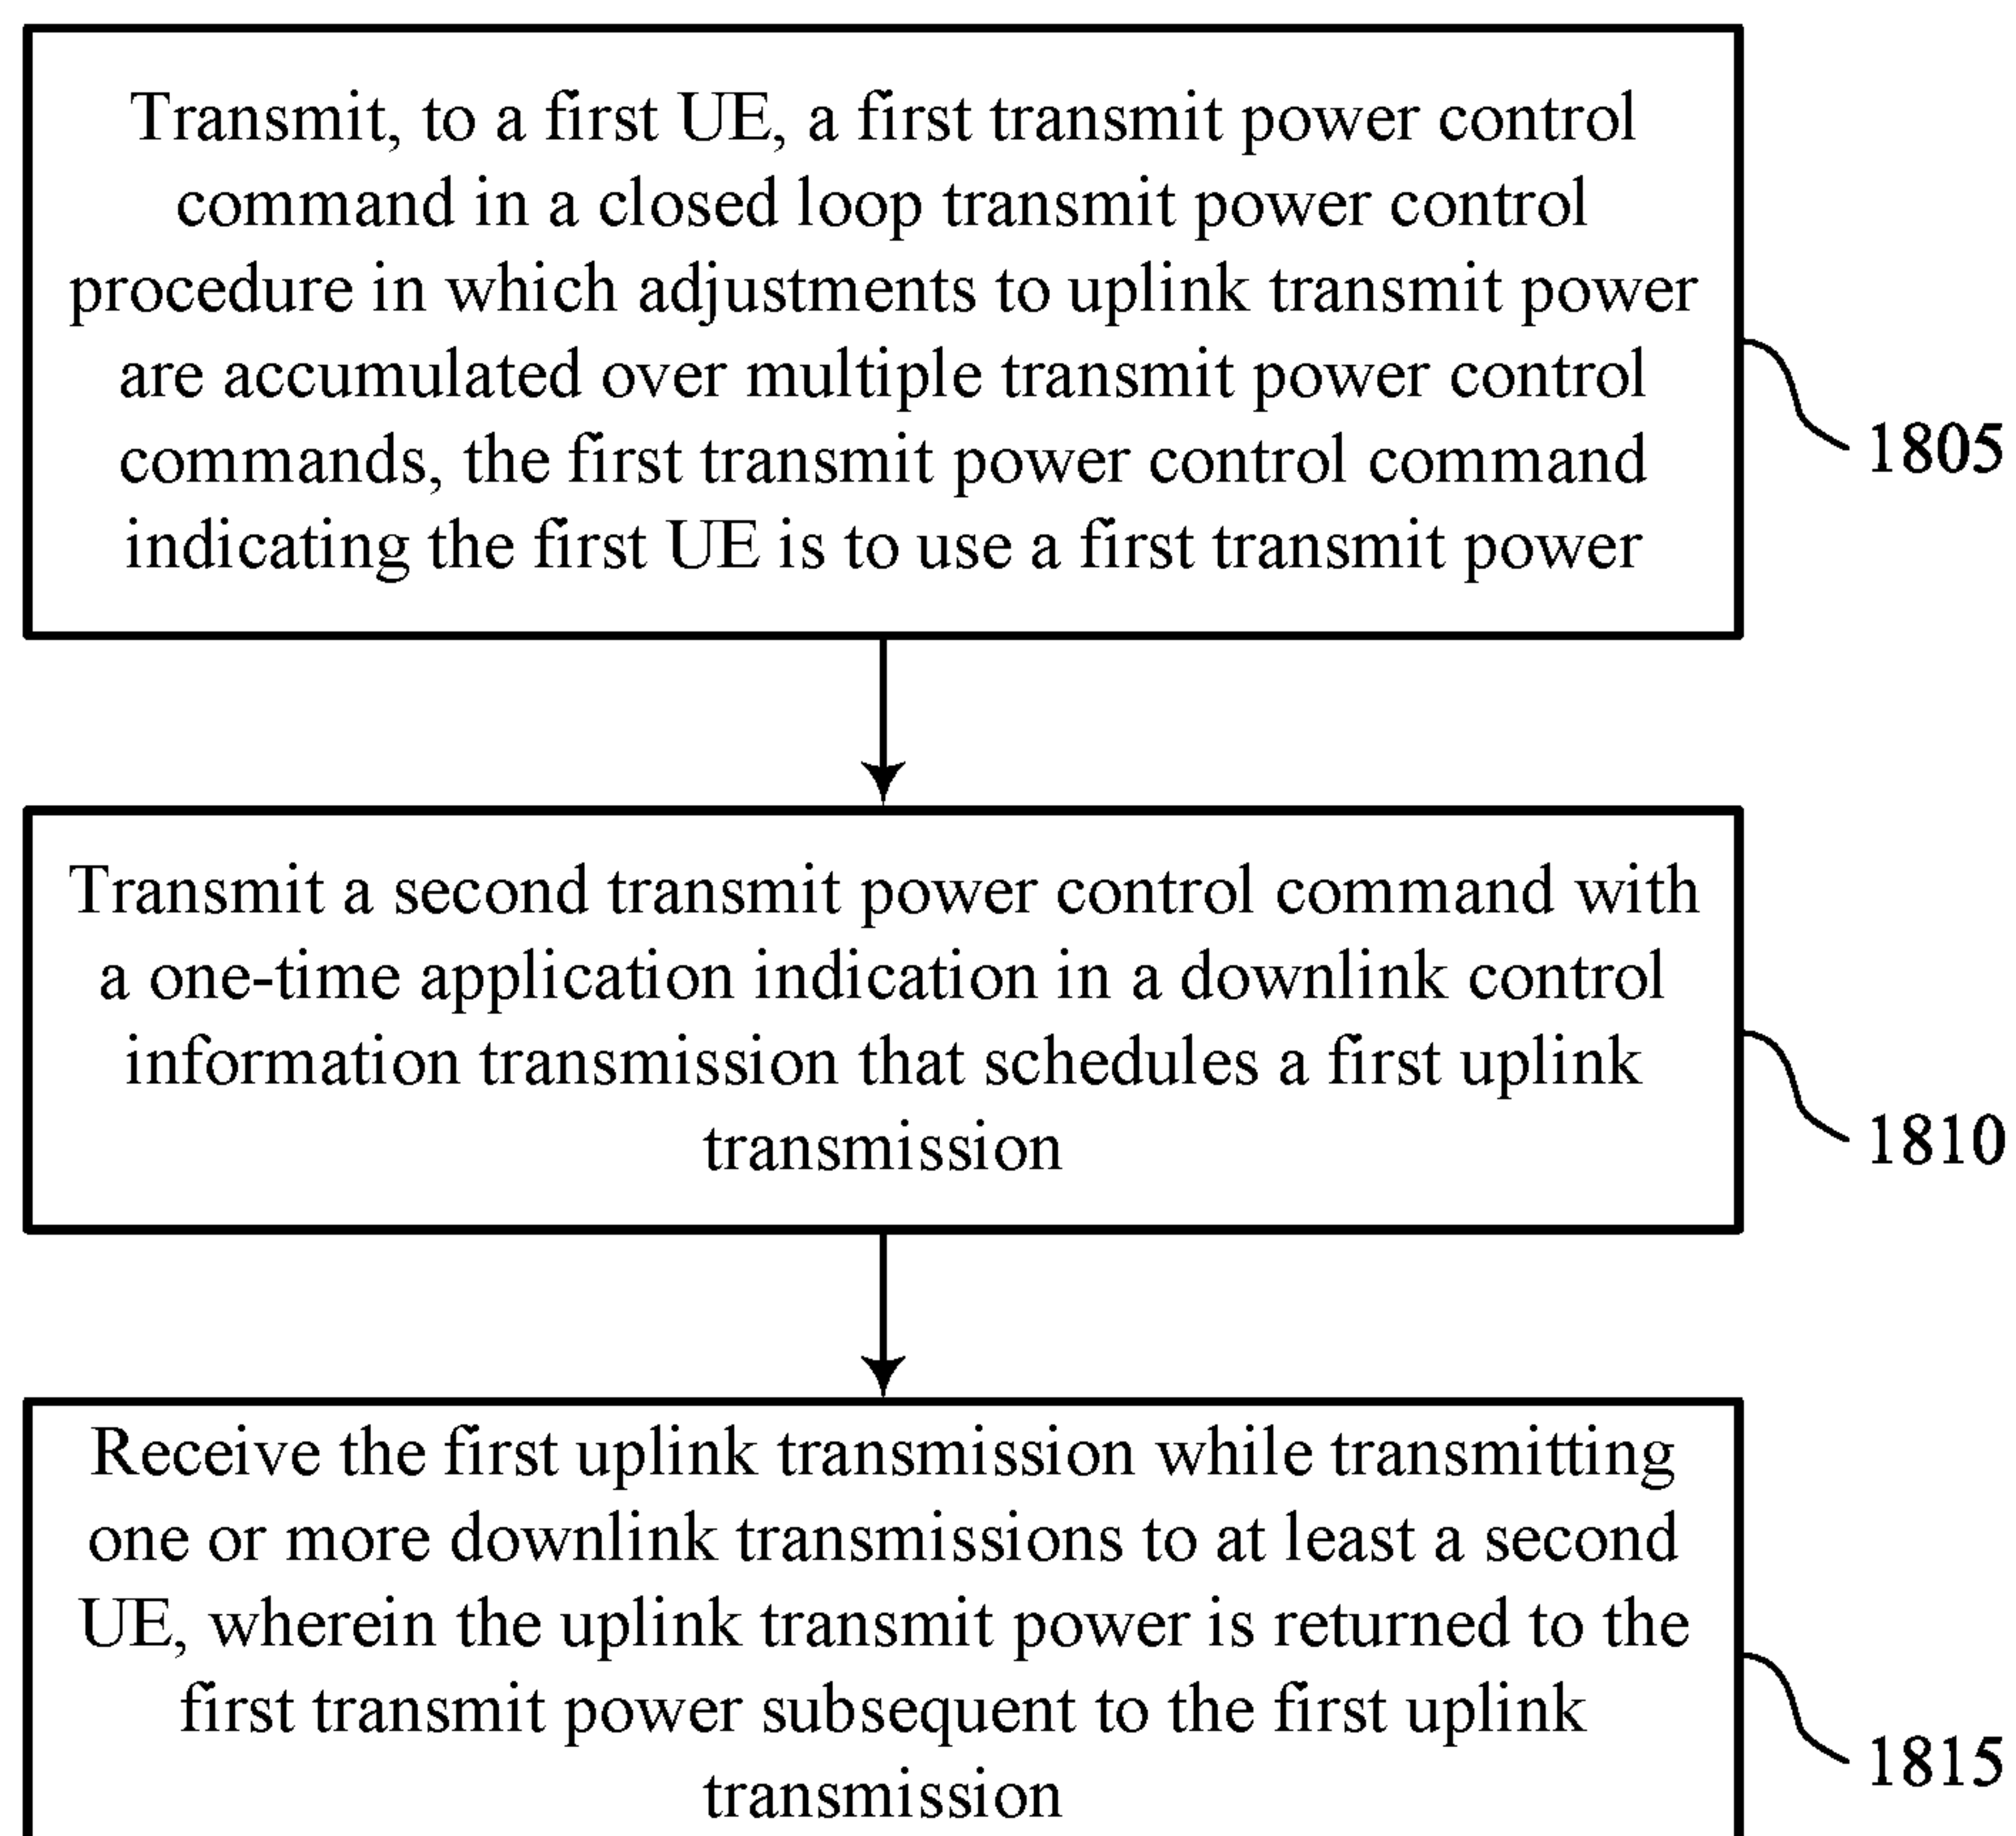 Transmit, to a first UE, a first transmit power control
command in a closed loop transmit power control
procedure in which adjustments to uplink transmit power
are accumulated over multiple transmit power control
commands, the first transmit power control command
indicating the first UE is to use a first transmit power
1805
Transmit a second transmit power control command with
a one-time application indication in a downlink control
information transmission that schedules a first uplink
transmission
1810
Receive the first uplink transmission while transmitting
one or more downlink transmissions to at least a second
UE, wherein the uplink transmit power is returned to the
first transmit power subsequent to the first uplink
transmission
1815